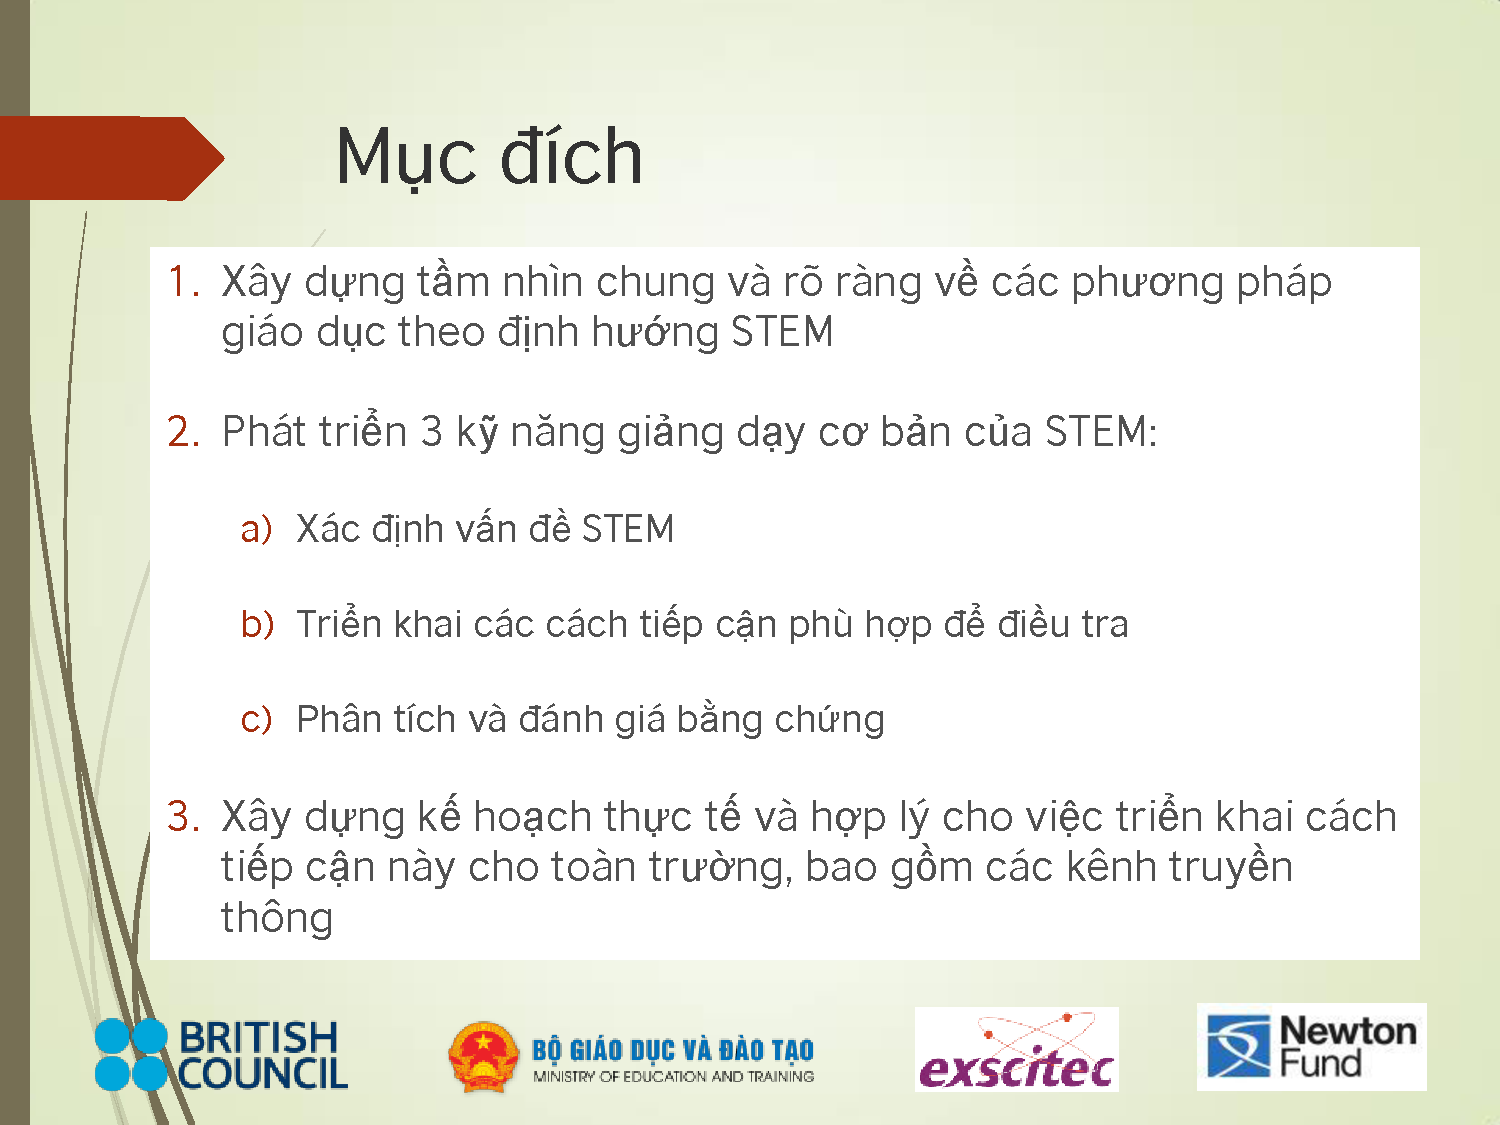 Mục đích
1. Xây dựng tầm nhìn chung và rõ ràng về các phương pháp
giáo dục theo định hướng STEM
2. Phát triển 3 kỹ năng giảng dạy cơ bản của STEM:
a) Xác định vấn đề STEM
b) Triển khai các cách tiếp cận phù hợp để điều tra
c) Phân tích và đánh giá bằng chứng
3. Xây dựng kế hoạch thực tế và hợp lý cho việc triển khai cách
tiếp cận này cho toàn trường, bao gồm các kênh truyền
thông
BRITISH
COUNCIL
BỘ GIÁO DỤC VÀ ĐÀO TẠO
MINISTRY OF EDUCATION AND TRAINING
exscitec
Newton
Fund